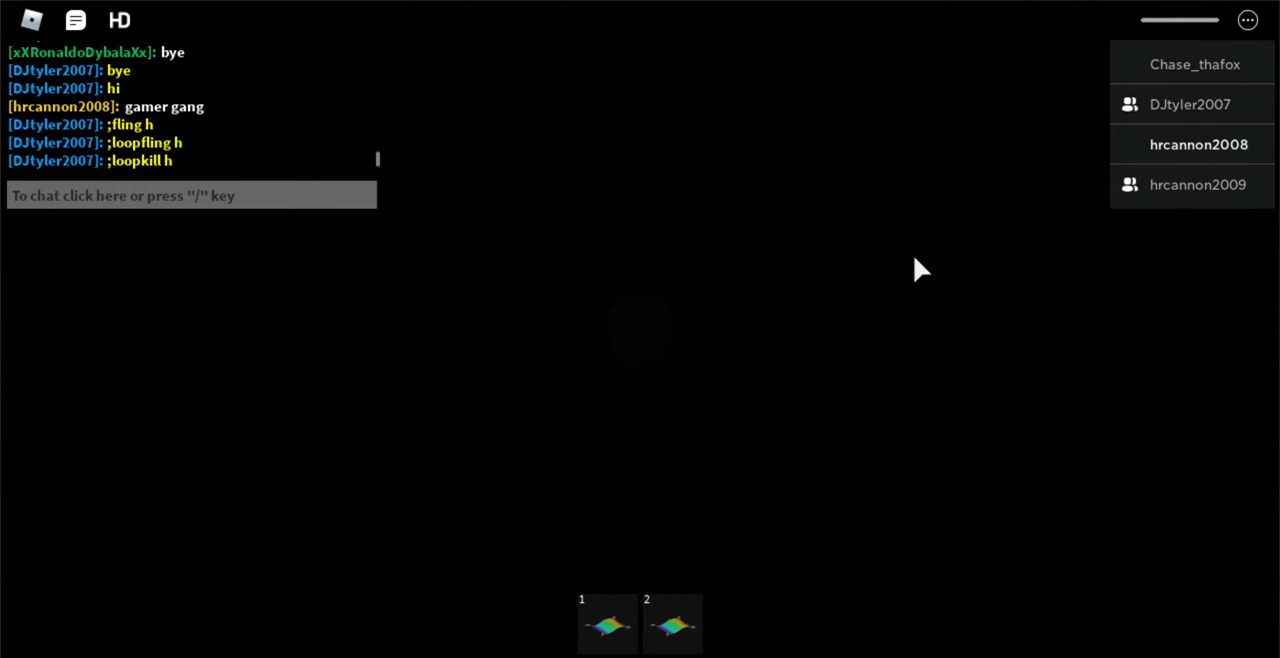 HD
[xXRonaldoDybalaXx]: bye
[DJtyler2007]: bye
[DJtyler2007]: hi
[hrcannon2008]: gamer gang
[DJtyler2007]: ;fling h
[DJtyler2007]: ;loopfling h
[DJtyler2007]: ;loopkill h
To chat click here or press "/" key
Chase_thafox
DJtyler2007
hrcannon2008
hrcannon2009
1
2